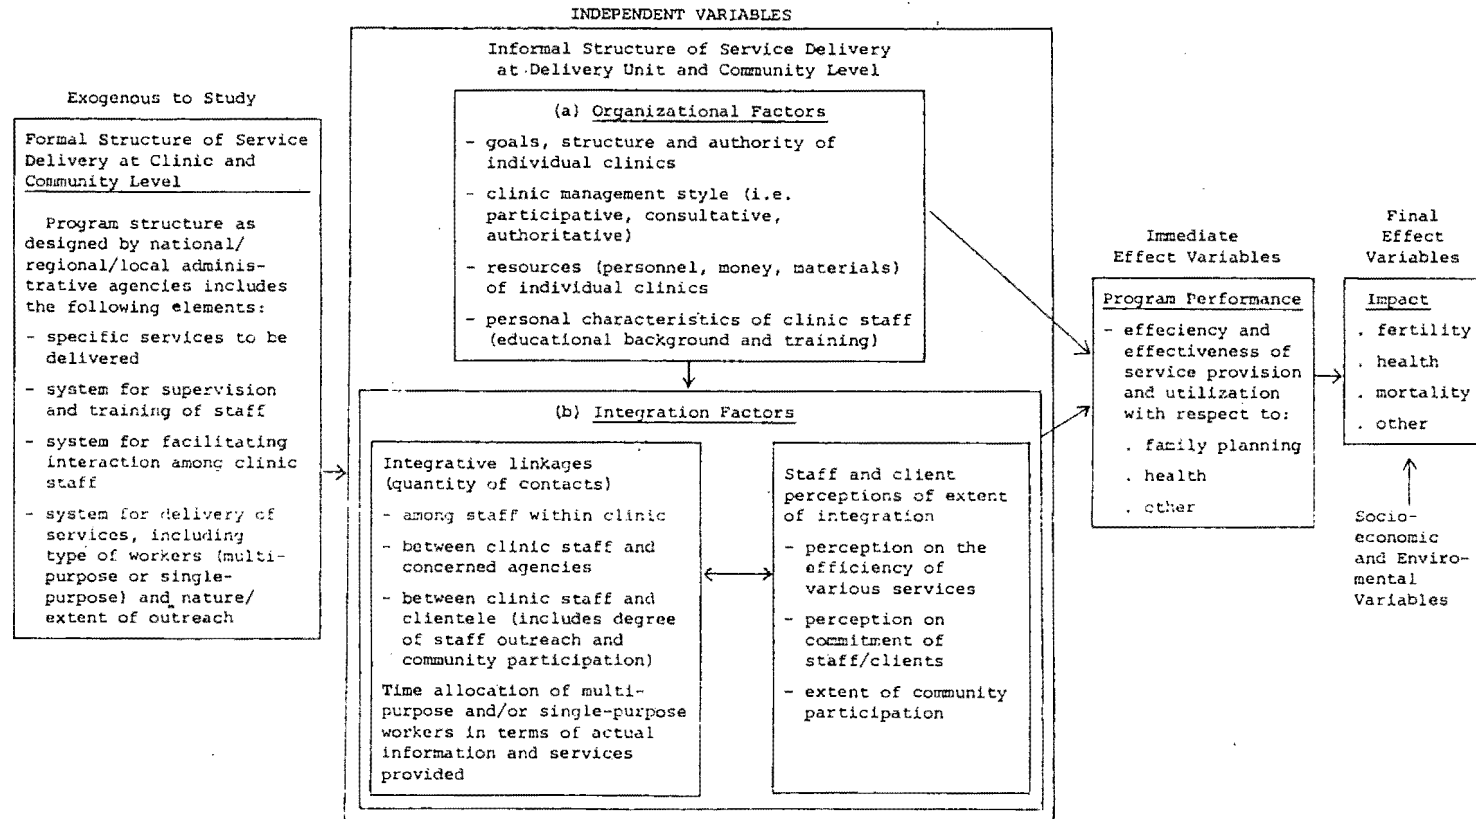 INDEPENDENT VARIABLES
Exogenous to Study
Formal Structure of Service
Delivery at Clinic and
Community Level
Program structure as
designed by national/
regional/local adminis-
trative agencies includes
the following elements:
- specific services to be
delivered
- system for supervision
and training of staff
- system for facilitating
interaction among clinic
staff
- system for delivery of
services, including
type of workers (multi-
purpose or single-
purpose) and nature/
extent of outreach
Informal Structure of Service Delivery
at Delivery Unit and Community Level
(a) Organizational Factors
- goals, structure and authority of
individual clinics
- clinic management style (i.e.
participative, consultative,
authoritative)
- resources (personnel, money, materials)
of individual clinics
- personal characteristics of clinic staff
(educational background and training)
(b) Integration Factors
Integrative linkages
(quantity of contacts)
- among staff within clinic
- between clinic staff and
concerned agencies
- between clinic staff and
clientele (includes degree
of staff outreach and
community participation)
Time allocation of multi-
purpose and/or single-purpose
workers in terms of actual
information and services
provided
Staff and client
perceptions of extent
of integration
- perception on the
efficiency of
various services
- perception on
commitment of
staff/clients
- extent of community
participation
Immediate
Effect Variables
Program Performance
- effeciency and
effectiveness of
service provision
and utilization
with respect to:
. family planning
. health
. other
Final
Effect
Variables
Impact
. fertility
. health
. mortality
. other
Socio-
economic
and Enviro-
mental
Variables